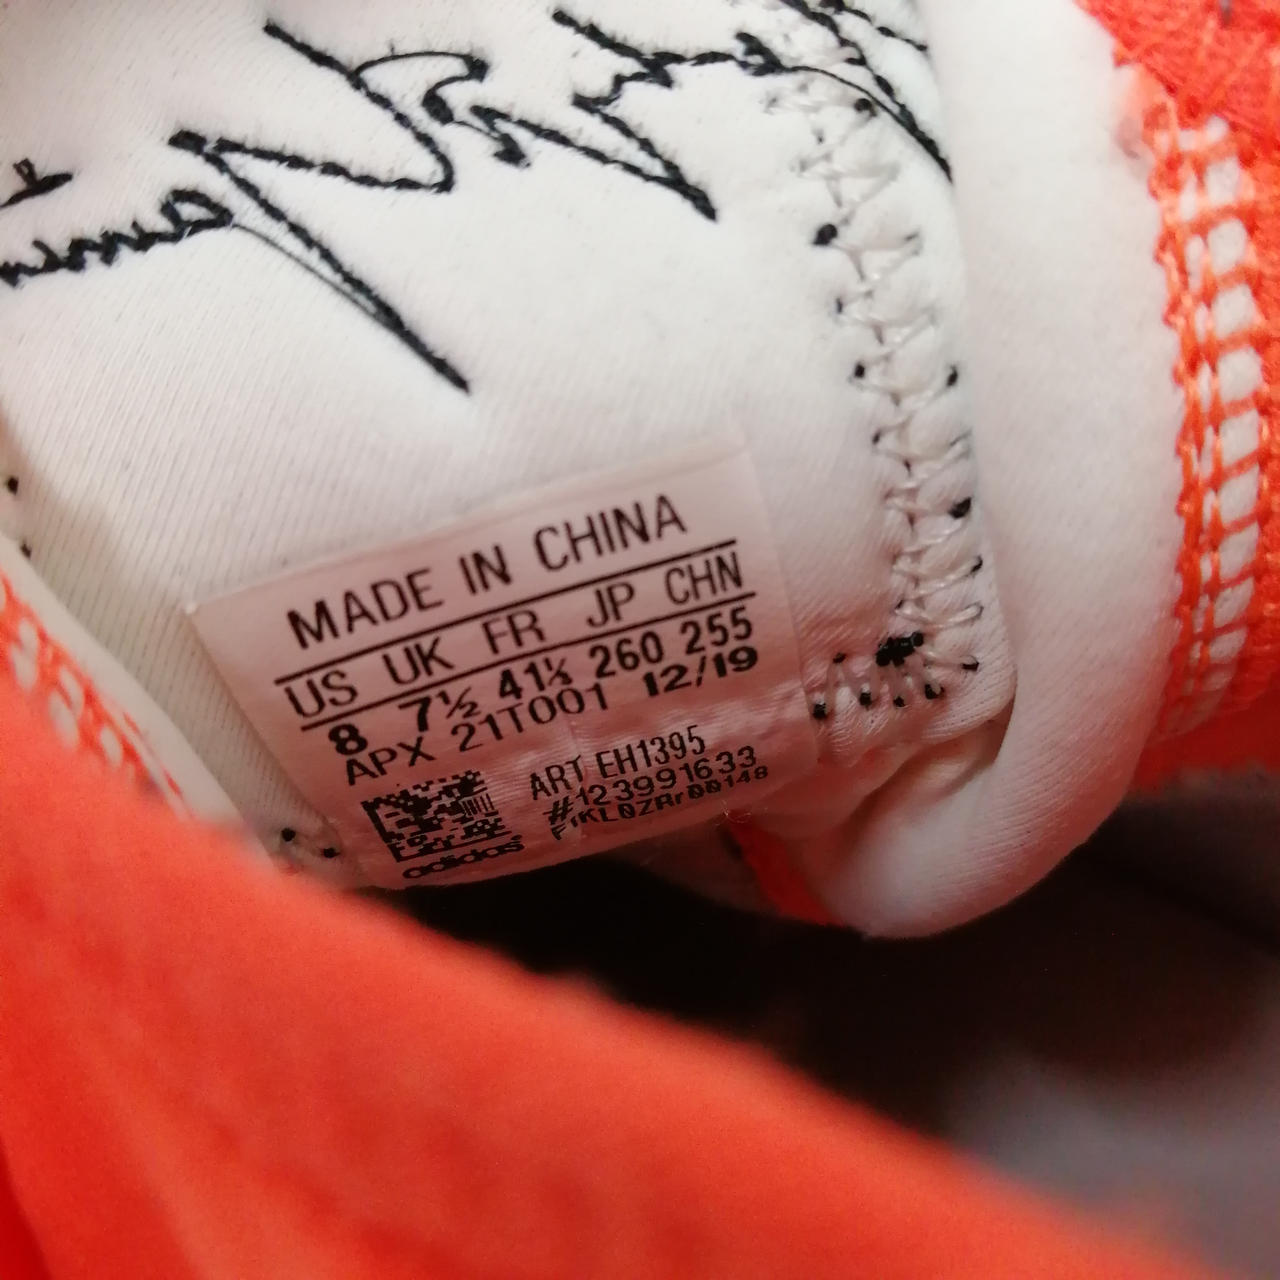 MADE IN CHINA
US UK FR JP CHN
8 7½ 41⅓ 260 255
APX 21T001 12/19
ART EH1395
#123991633
adidas